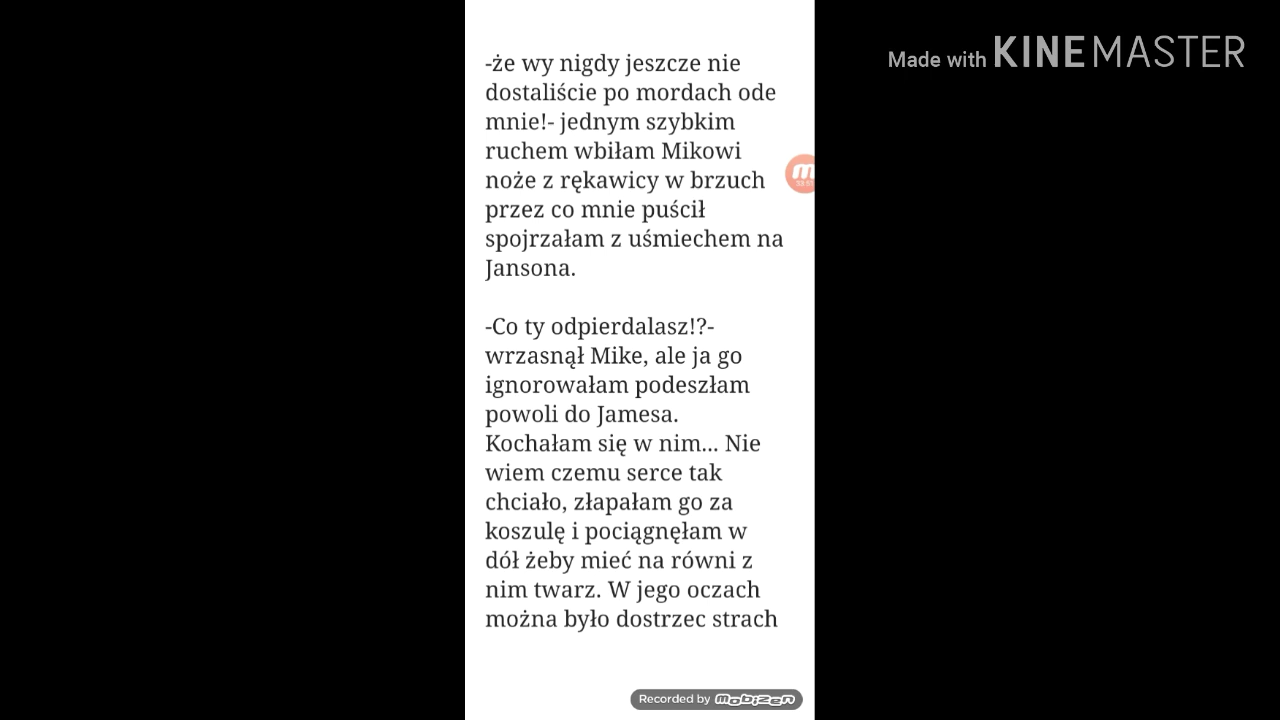 Made with KINEMASTER
-że wy nigdy jeszcze nie
dostaliście po mordach ode
mnie!- jednym szybkim
ruchem wbiłam Mikowi
noże z rękawicy w brzuch
przez co mnie puścił
spojrzałam z uśmiechem na
Jansona.
-Co ty odpierdalasz!?-
wrzasnął Mike, ale ja go
ignorowałam podeszłam
powoli do Jamesa.
Kochałam się w nim... Nie
wiem czemu serce tak
chciało, złapałam go za
koszulę i pociągnęłam w
dół żeby mieć na równi z
nim twarz. W jego oczach
można było dostrzec strach
Recorded by mobizen